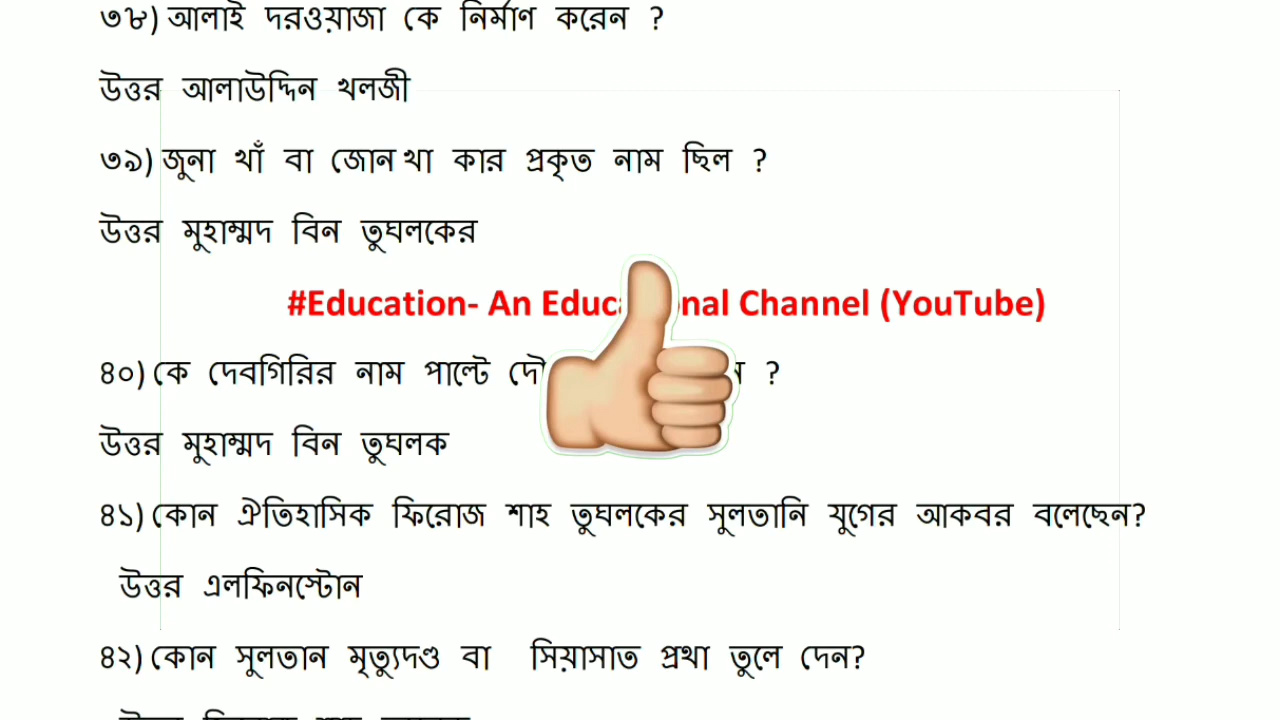 ৩৮) আলাই দরওয়াজা কে নির্মাণ করেন ?
উত্তর আলাউদ্দিন খলজী
৩৯) জুনা খাঁ বা জোন খা কার প্রকৃত নাম ছিল ?
উত্তর মুহাম্মদ বিন তুঘলকের
#Education- An Educ nal Channel (YouTube)
৪০) কে দেবগিরির নাম পাল্টে ?
উত্তর মুহাম্মদ বিন তুঘলক
৪১) কোন ঐতিহাসিক ফিরোজ শাহ তুঘলকের সুলতানি যুগের আকবর বলেছেন?
উত্তর এলফিনস্টোন
৪২) কোন সুলতান মৃত্যুদণ্ড বা সিয়াসাত প্রথা তুলে দেন?